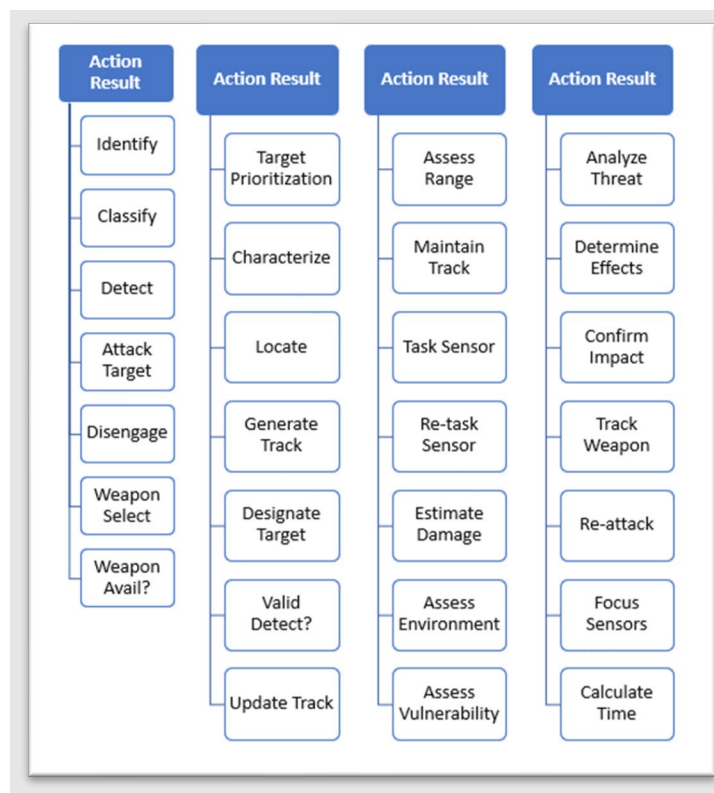 Action
Result
Identify
Classify
Detect
Attack
Target
Disengage
Weapon
Select
Weapon
Avail?
Action Result
Target
Prioritization
Characterize
Locate
Generate
Track
Designate
Target
Valid
Detect?
Update Track
Action Result
Assess
Range
Maintain
Track
Task Sensor
Re-task
Sensor
Estimate
Damage
Assess
Environment
Assess
Vulnerability
Action Result
Analyze
Threat
Determine
Effects
Confirm
Impact
Track
Weapon
Re-attack
Focus
Sensors
Calculate
Time